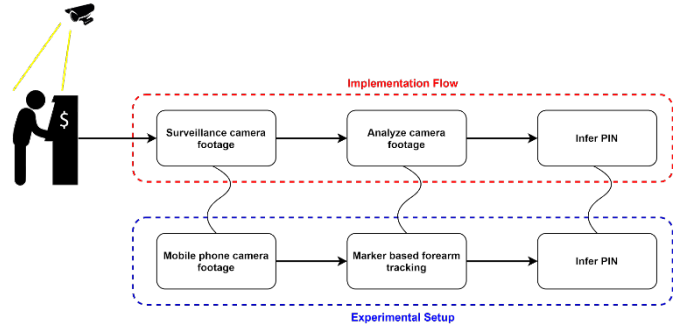 Implementation Flow
$
Surveillance camera
footage
Analyze camera
footage
Infer PIN
Mobile phone camera
footage
Marker based forearm
tracking
Infer PIN
Experimental Setup